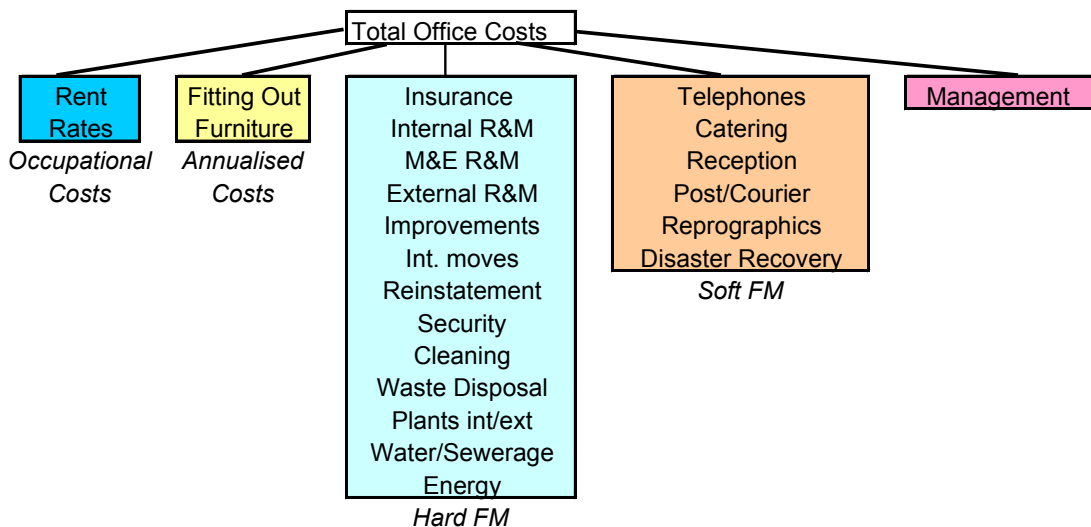 Total Office Costs
Rent
Rates
Occupational
Costs
Fitting Out
Furniture
Annualised
Costs
Insurance
Internal R&M
M&E R&M
External R&M
Improvements
Int. moves
Reinstatement
Security
Cleaning
Waste Disposal
Plants int/ext
Water/Sewerage
Energy
Hard FM
Telephones
Catering
Reception
Post/Courier
Reprographics
Disaster Recovery
Soft FM
Management